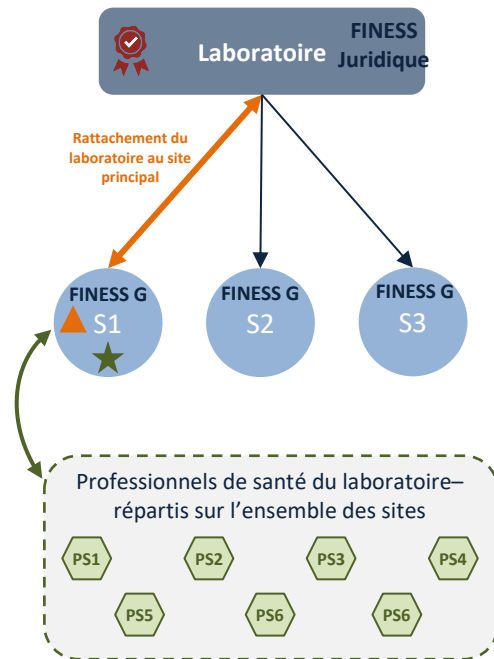 FINESS
Laboratoire
Juridique
Rattachement du
laboratoire au site
principal
FINESS G
S1
FINESS G
S2
FINESS G
S3
Professionnels de santé du laboratoire–
répartis sur l’ensemble des sites
PS1
PS2
PS3
PS4
PS5
PS6
PS6